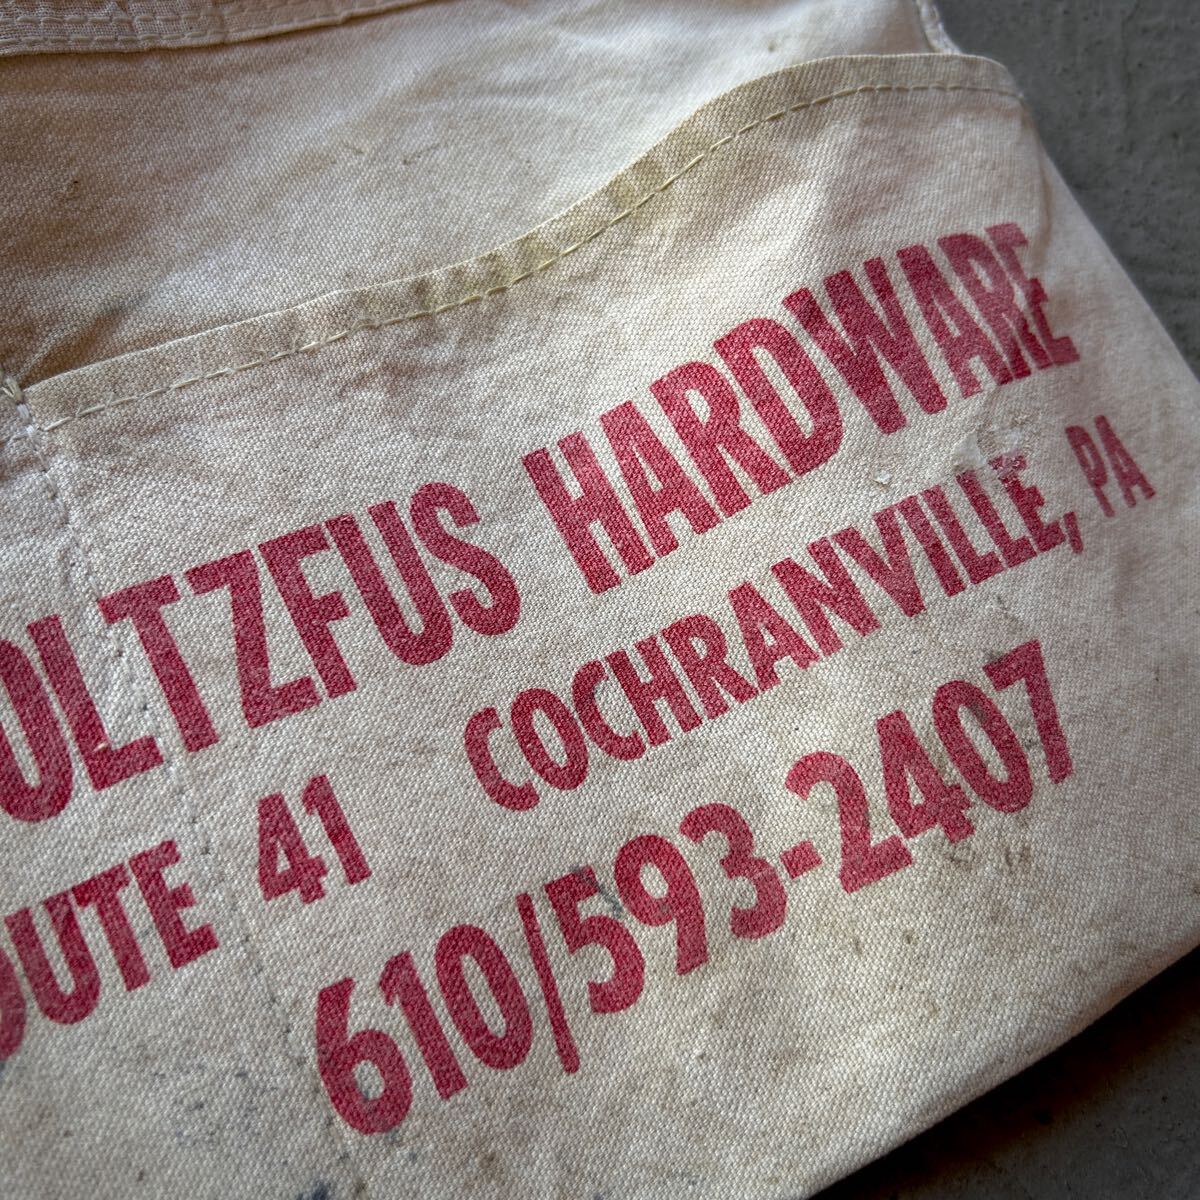 OLTZFUS HARDWARE
OUTE 41 COCHRANVILLE, PA
610/593-2407